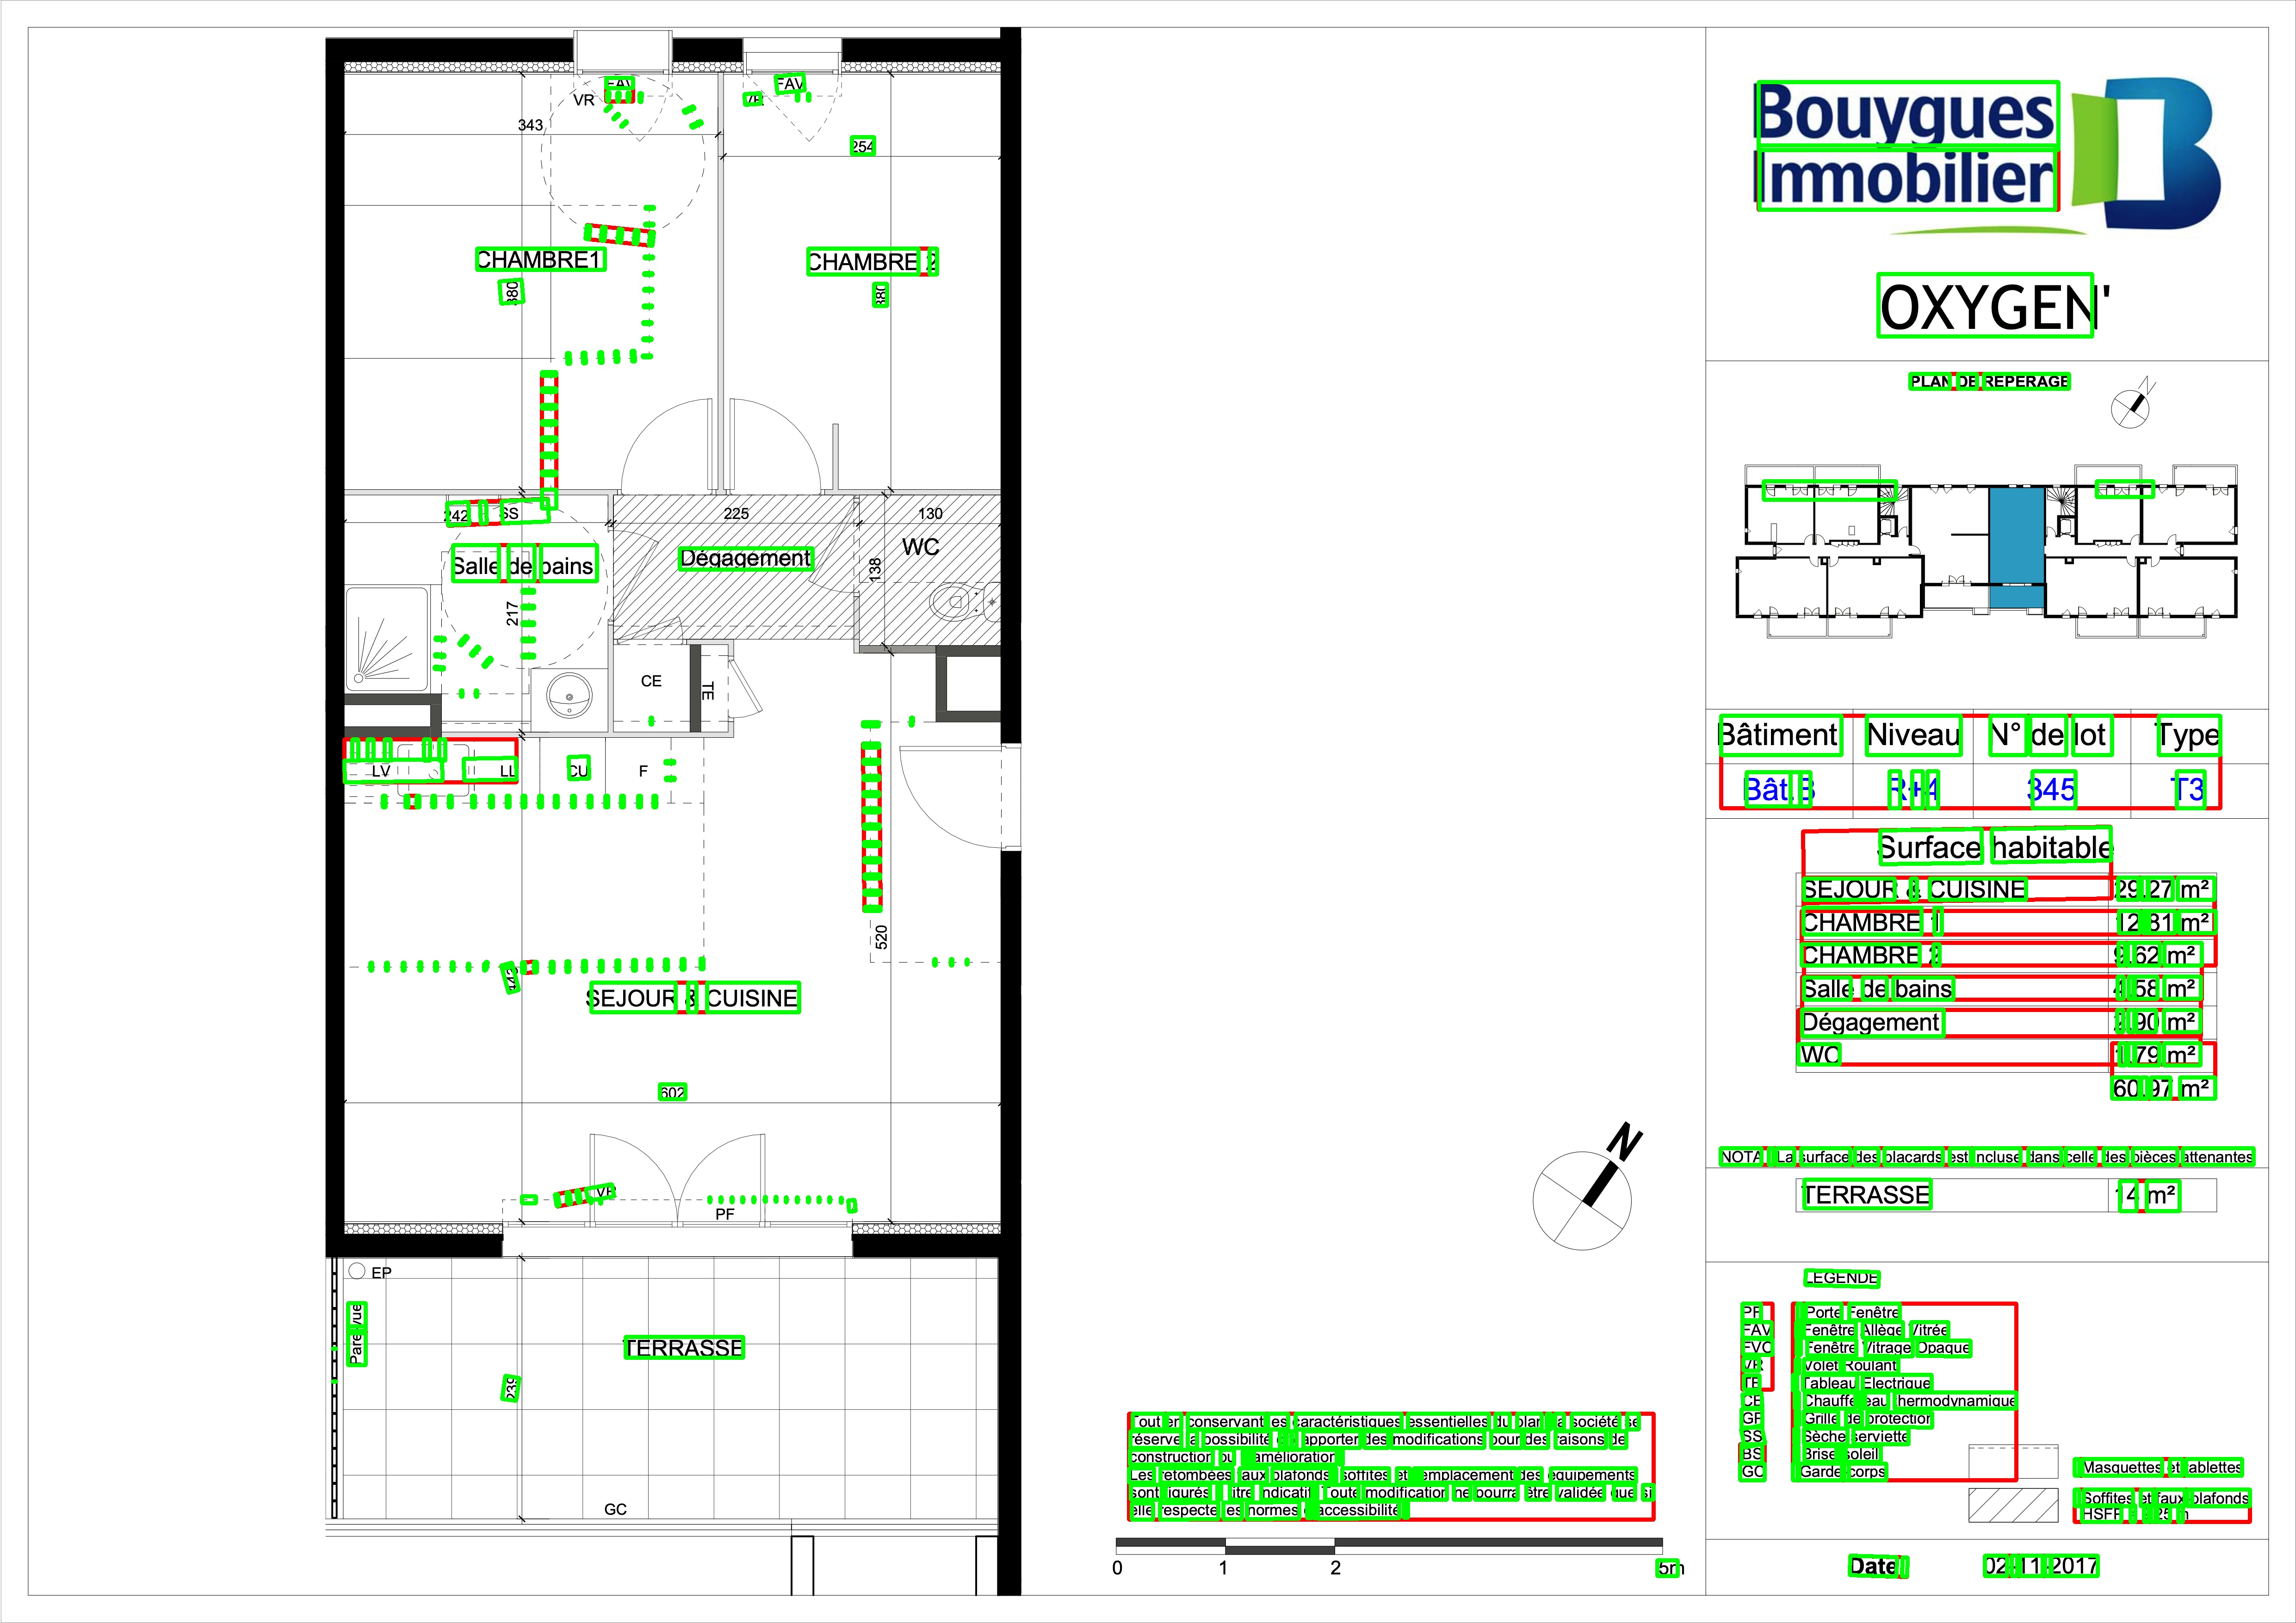 Bouygues
Immobilier
OXYGEN'
PLAN DE REPERAGE
N
Bâtiment Niveau N° de lot Type
Bât. B R+4 345 T3
Surface habitable
SEJOUR & CUISINE 29.27 m²
CHAMBRE 1 12.81 m²
CHAMBRE 2 9.62 m²
Salle de bains 4.58 m²
Dégagement 2.90 m²
WC 1.79 m²
60.97 m²
NOTA : La surface des placards est incluse dans celle des pièces attenantes
TERRASSE 14 m²
LEGENDE
PF : Porte Fenêtre
FAV : Fenêtre Allège Vitrée
FVO : Fenêtre Vitrage Opaque
VR : Volet Roulant
TE : Tableau Electrique
CE : Chauffe eau thermodynamique
GP : Grille de protection
SS : Sèche serviette
BS : Brise soleil
GC : Garde corps
: Masquettes et tablettes
: Soffites et faux plafonds
Date : 02-11-2017
FAV
VR
FAV
VR
343
254
CHAMBRE1
CHAMBRE 2
380
380
242
SS
225
130
Salle de bains
Dégagement
WC
138
217
CE
TE
LV
LL
CU
F
520
443
SEJOUR & CUISINE
602
VR
PF
EP
Pare vue
TERRASSE
239
GC
N
Tout en conservant les caractéristiques essentielles du plan, la société se
réserve la possibilité d'y apporter des modifications pour des raisons de
construction ou d'amélioration.
Les retombées, faux plafonds, soffites et emplacement des équipements
sont figurés à titre indicatif. Toute modification ne pourra être validée que si
elle respecte les normes d'accessibilité.
0 1 2 5m